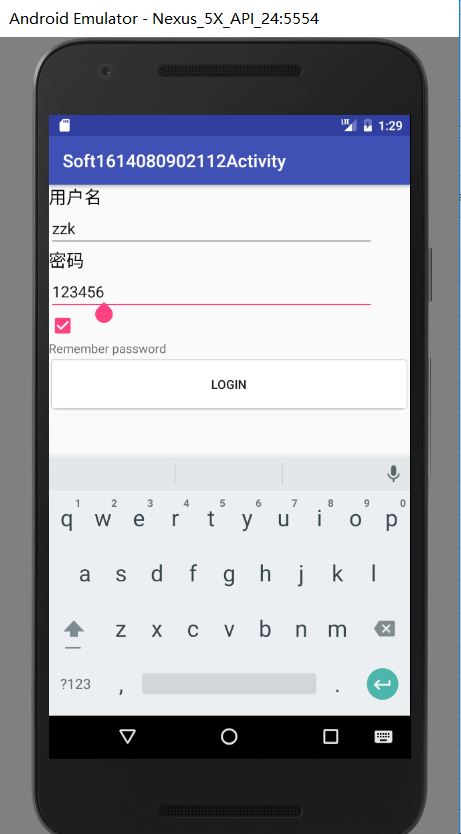 Android Emulator - Nexus_5X_API_24:5554
LTE 1:29
Soft1614080902112Activity
用户名
zzk
密码
123456
Remember password
LOGIN
1 2 3 4 5 6 7 8 9 0
q w e r t y u i o p
a s d f g h j k l
z x c v b n m
?123 , .